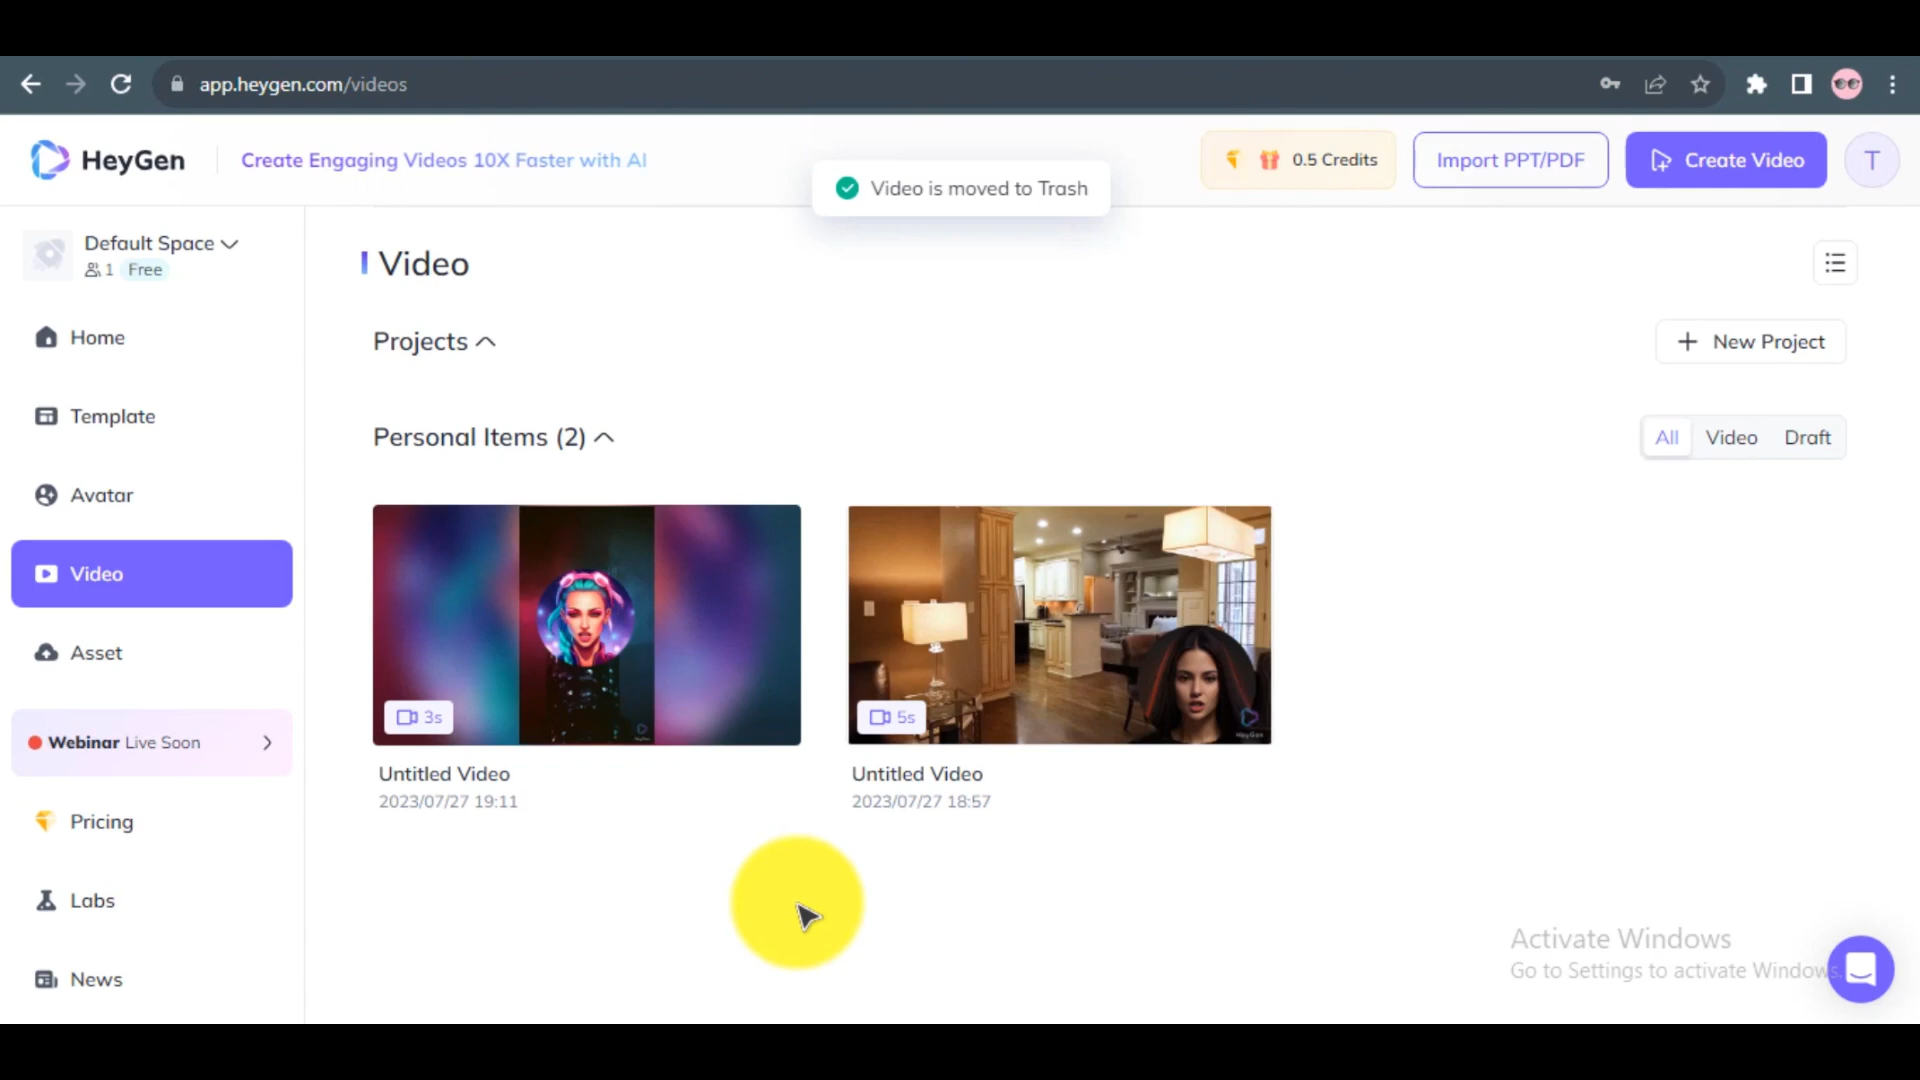 app.heygen.com/videos
HeyGen
Create Engaging Videos 10X Faster with AI
Video is moved to Trash
0.5 Credits
Import PPT/PDF
Create Video
T
Default Space
1 Free
Home
Template
Avatar
Video
Asset
Webinar Live Soon
Pricing
Labs
News
Video
Projects
New Project
Personal Items (2)
All Video Draft
3s
HeyGen
Untitled Video
2023/07/27 19:11
5s
HeyGen
Untitled Video
2023/07/27 18:57
Activate Windows
Go to Settings to activate Windows.